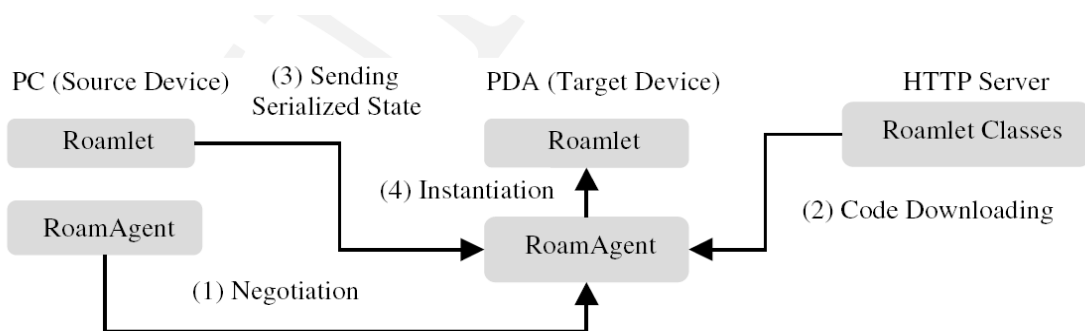 PC (Source Device)
(3) Sending
Serialized State
PDA (Target Device)
HTTP Server
Roamlet
Roamlet
Roamlet Classes
(4) Instantiation
(2) Code Downloading
RoamAgent
RoamAgent
(1) Negotiation